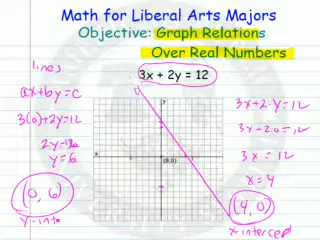 Math for Liberal Arts Majors
Objective: Graph Relations
Over Real Numbers
3x + 2y = 12
lines
ax+by=c
3(0)+2y=12
2y=12
y=6
(0, 6)
y-int
y
x
(0,0)
3x+2·y=12
3x+2·0=12
3x = 12
x=4
(4,0)
x-intercep